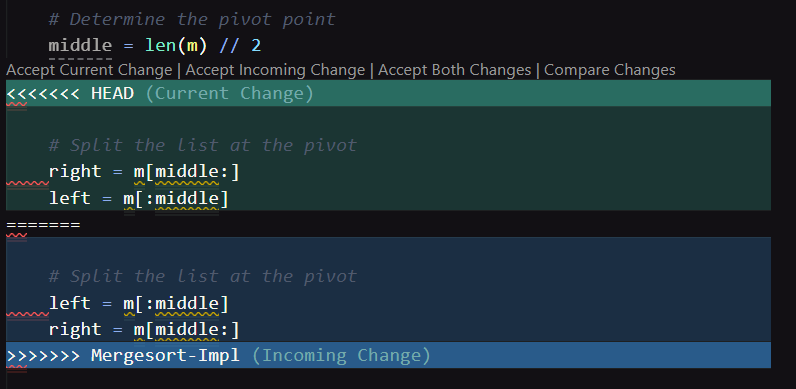 # Determine the pivot point
middle = len(m) // 2
Accept Current Change | Accept Incoming Change | Accept Both Changes | Compare Changes
<<<<<<< HEAD (Current Change)
# Split the list at the pivot
right = m[middle:]
left = m[:middle]
=======
# Split the list at the pivot
left = m[:middle]
right = m[middle:]
>>>>>>> Mergesort-Impl (Incoming Change)